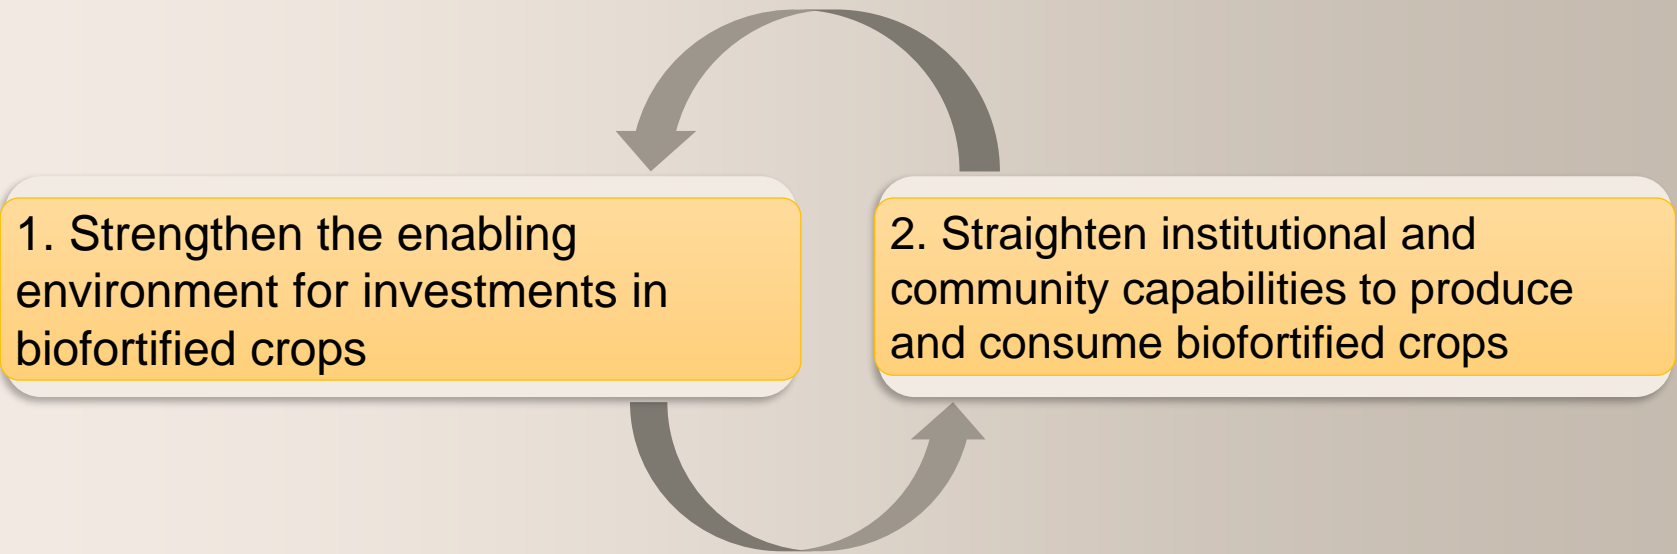 1. Strengthen the enabling
environment for investments in
biofortified crops
2. Straighten institutional and
community capabilities to produce
and consume biofortified crops